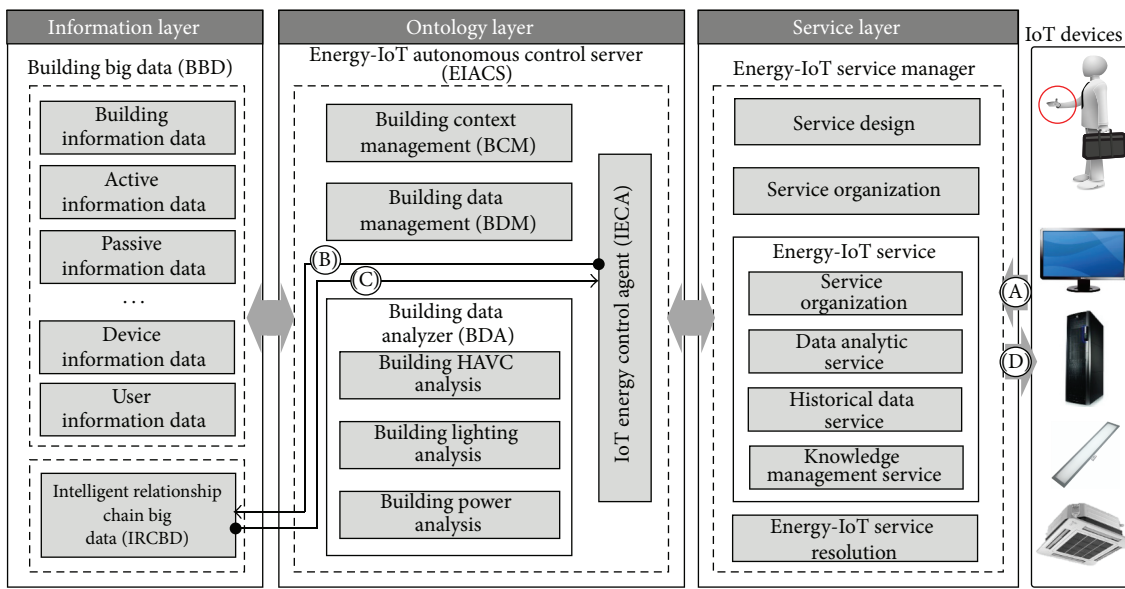 Information layer
Building big data (BBD)
Building
information data
Active
information data
Passive
information data
...
Device
information data
User
information data
Intelligent relationship
chain big
data (IRCBD)
Ontology layer
Energy-IoT autonomous control server
(EIACS)
Building context
management (BCM)
Building data
management (BDM)
B
C
Building data
analyzer (BDA)
Building HAVC
analysis
Building lighting
analysis
Building power
analysis
IoT energy control agent (IECA)
Service layer
Energy-IoT service manager
Service design
Service organization
Energy-IoT service
Service
organization
Data analytic
service
Historical data
service
Knowledge
management service
Energy-IoT service
resolution
A
D
IoT devices